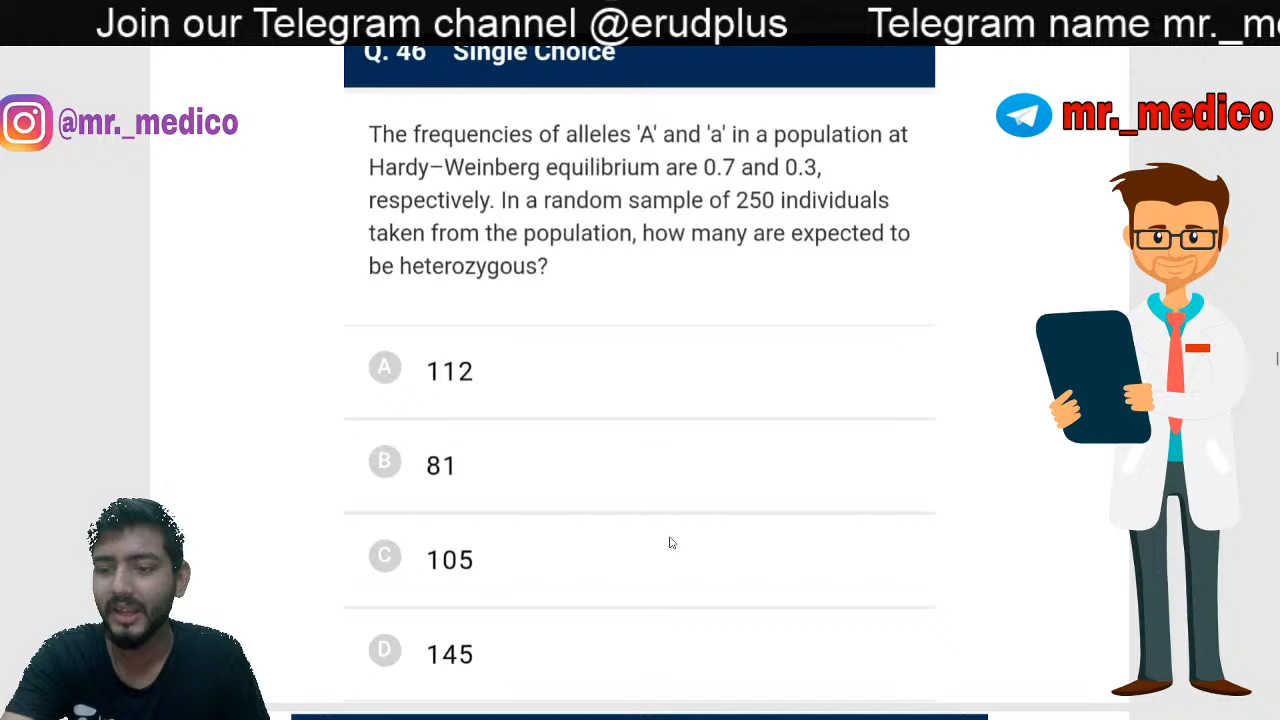 Join our Telegram channel @erudplus Telegram name mr._m
Q. 46 Single Choice
@mr._medico
mr._medico
The frequencies of alleles 'A' and 'a' in a population at
Hardy–Weinberg equilibrium are 0.7 and 0.3,
respectively. In a random sample of 250 individuals
taken from the population, how many are expected to
be heterozygous?
A 112
B 81
C 105
D 145